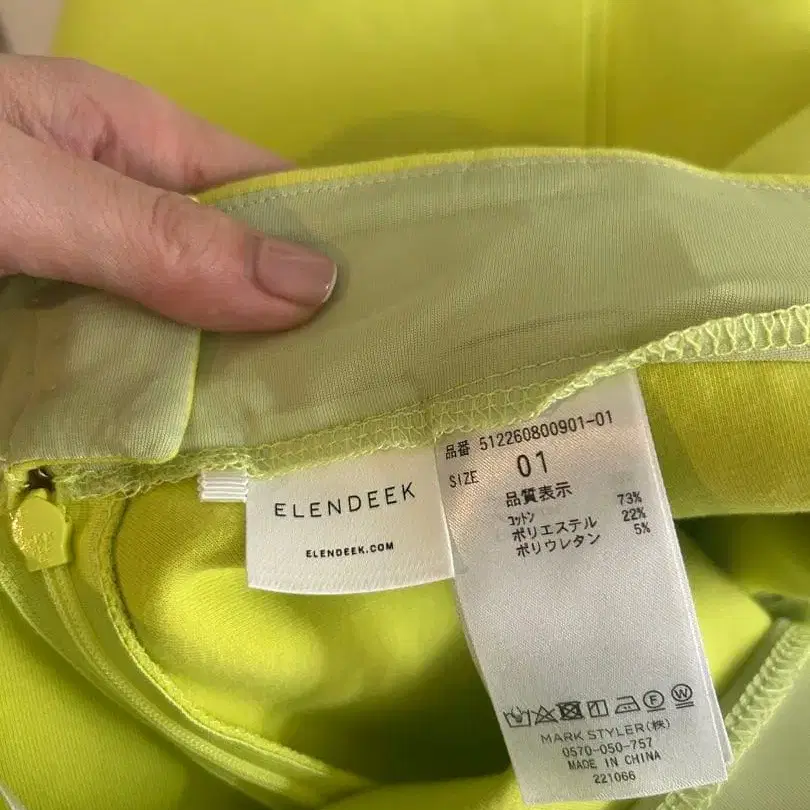 ELENDEEK
ELENDEEK.COM
品番 512260800901-01
SIZE 01
品質表示
コットン 73%
ポリエステル 22%
ポリウレタン 5%
MARK STYLER(株)
0570-050-757
MADE IN CHINA
221066